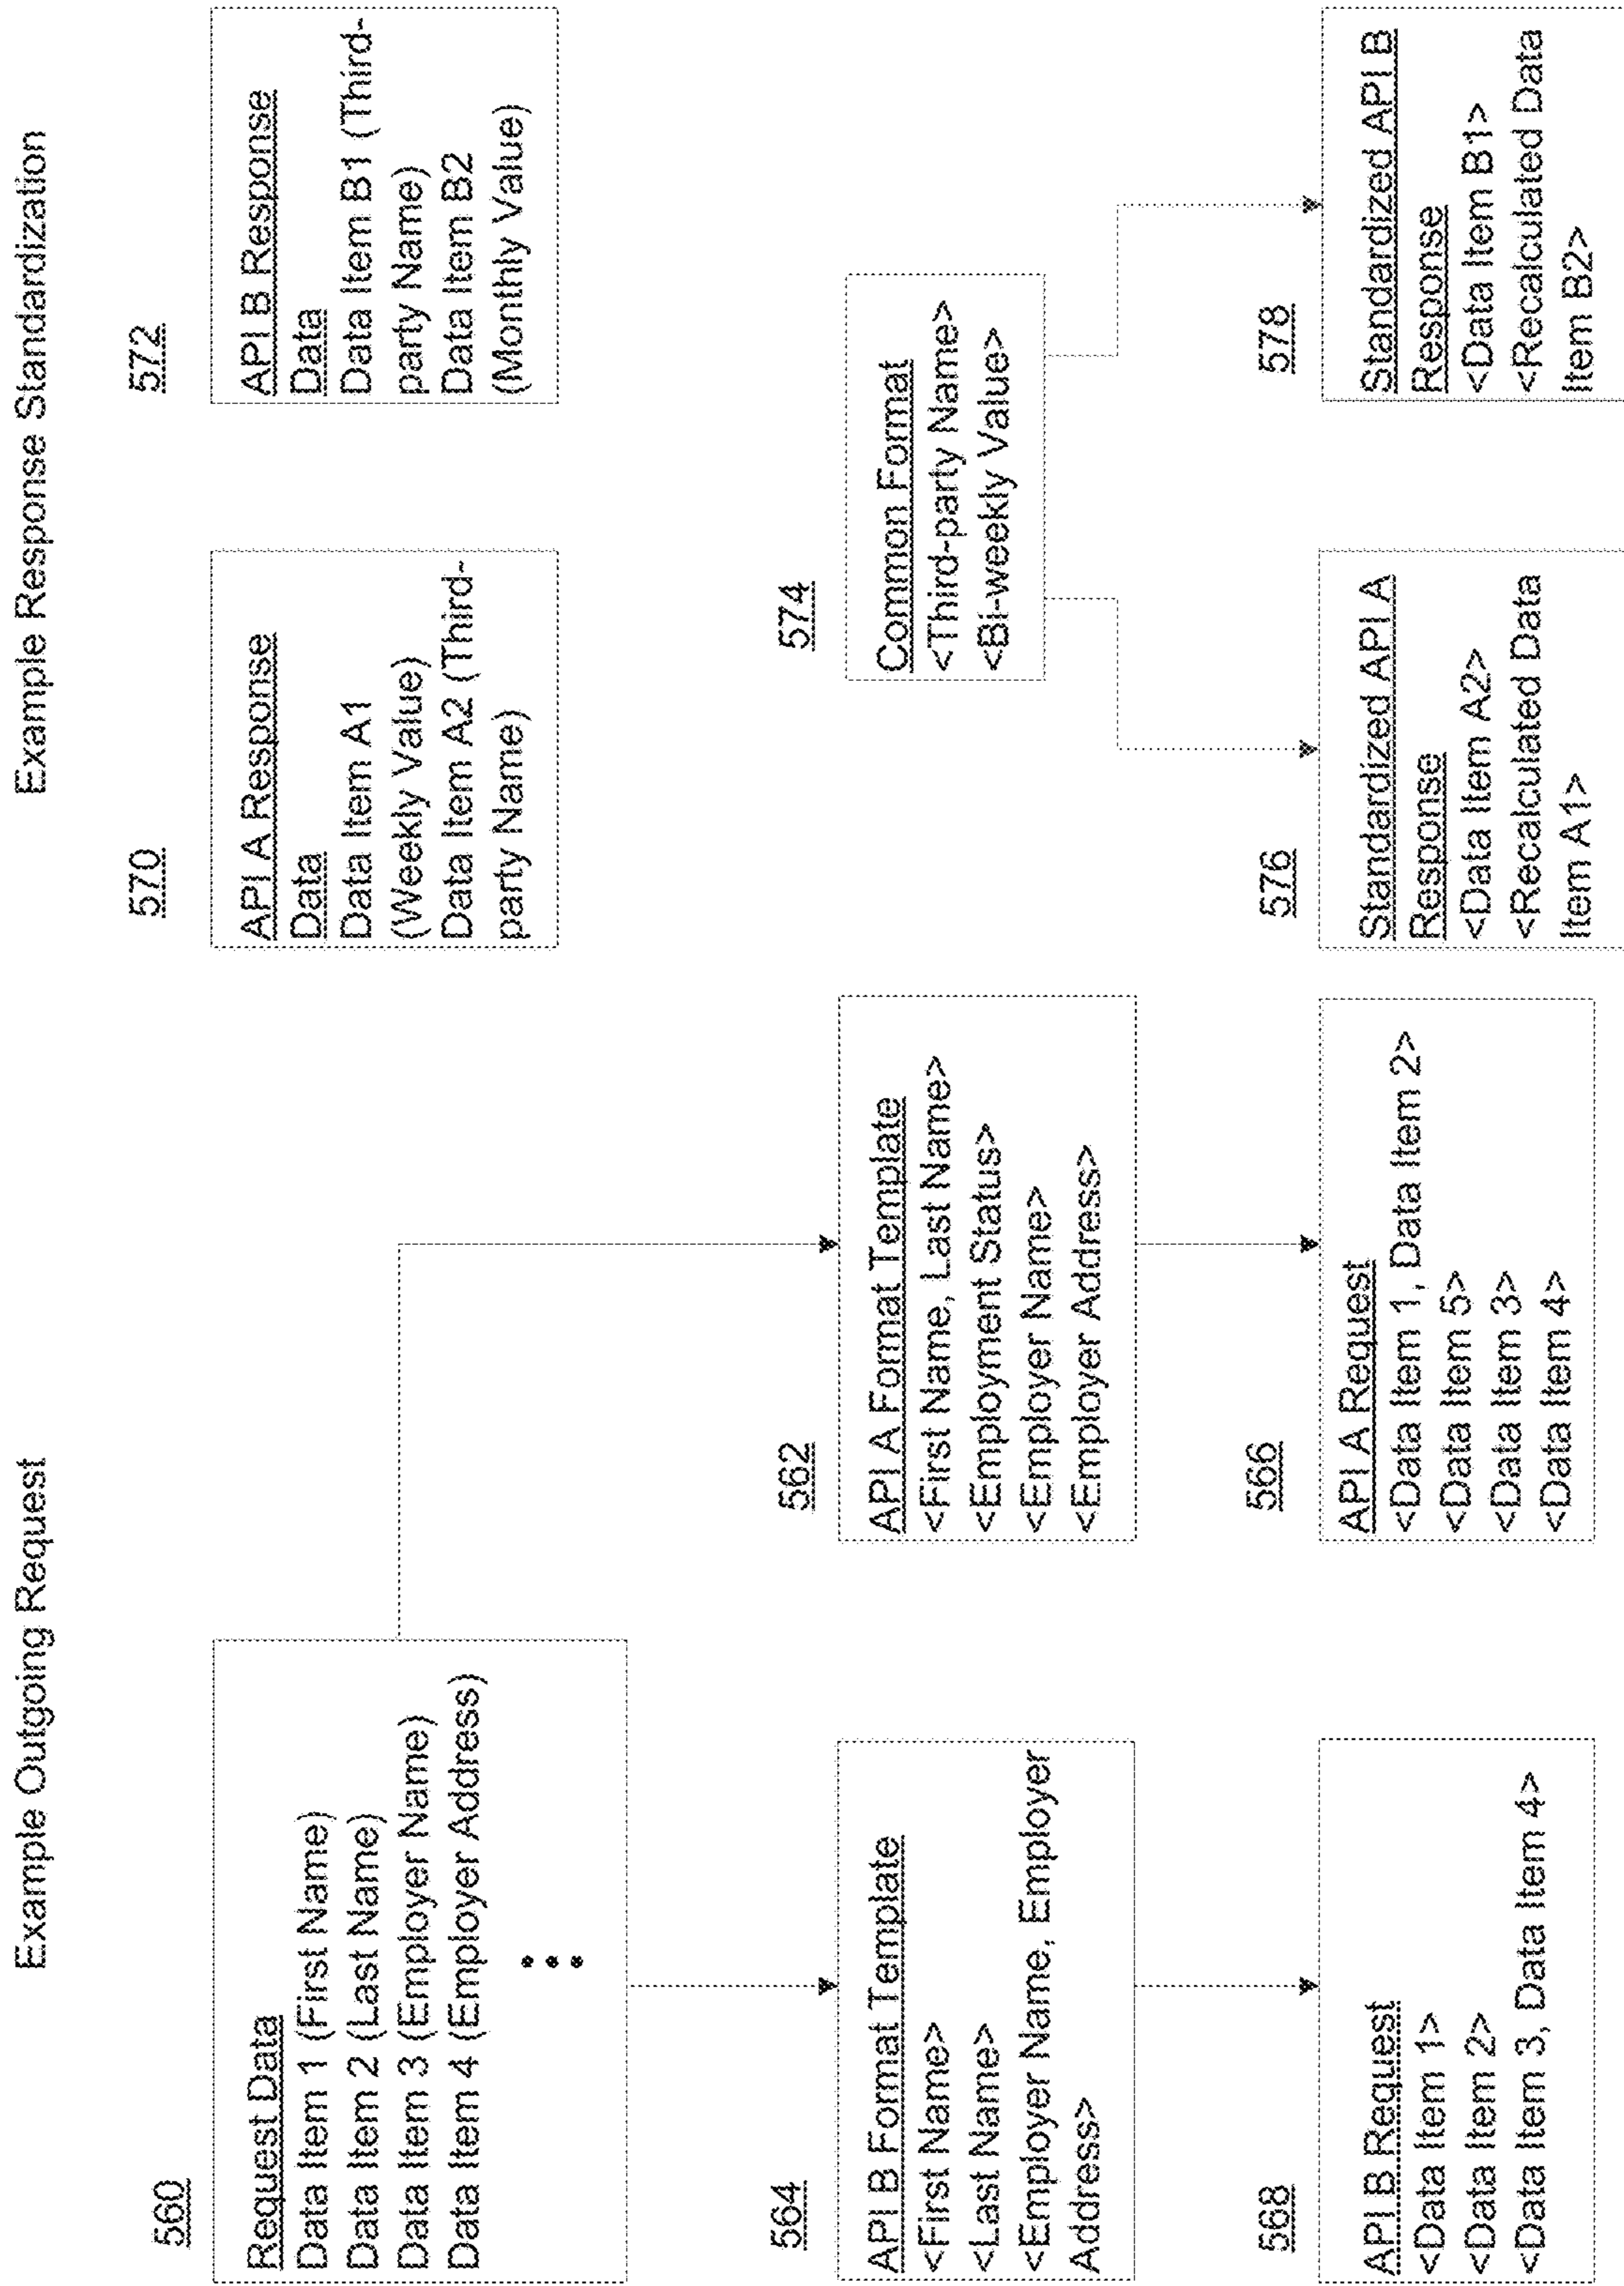 Example Outgoing Request
560
Request Data
Data Item 1 (First Name)
Data Item 2 (Last Name)
Data Item 3 (Employer Name)
Data Item 4 (Employer Address)
564
API B Format Template
<First Name>
<Last Name>
<Employer Name, Employer
Address>
562
API A Format Template
<First Name, Last Name>
<Employment Status>
<Employer Name>
<Employer Address>
568
API B Request
<Data Item 1>
<Data Item 2>
<Data Item 3, Data Item 4>
566
API A Request
<Data Item 1, Data Item 2>
<Data Item 5>
<Data Item 3>
<Data Item 4>
Example Response Standardization
570
API A Response
Data
Data Item A1
(Weekly Value)
Data Item A2 (Third-
party Name)
572
API B Response
Data
Data Item B1 (Third-
party Name)
Data Item B2
(Monthly Value)
574
Common Format
<Third-party Name>
<Bi-weekly Value>
576
Standardized API A
Response
<Data Item A2>
<Recalculated Data
Item A1>
578
Standardized API B
Response
<Data Item B1>
<Recalculated Data
Item B2>